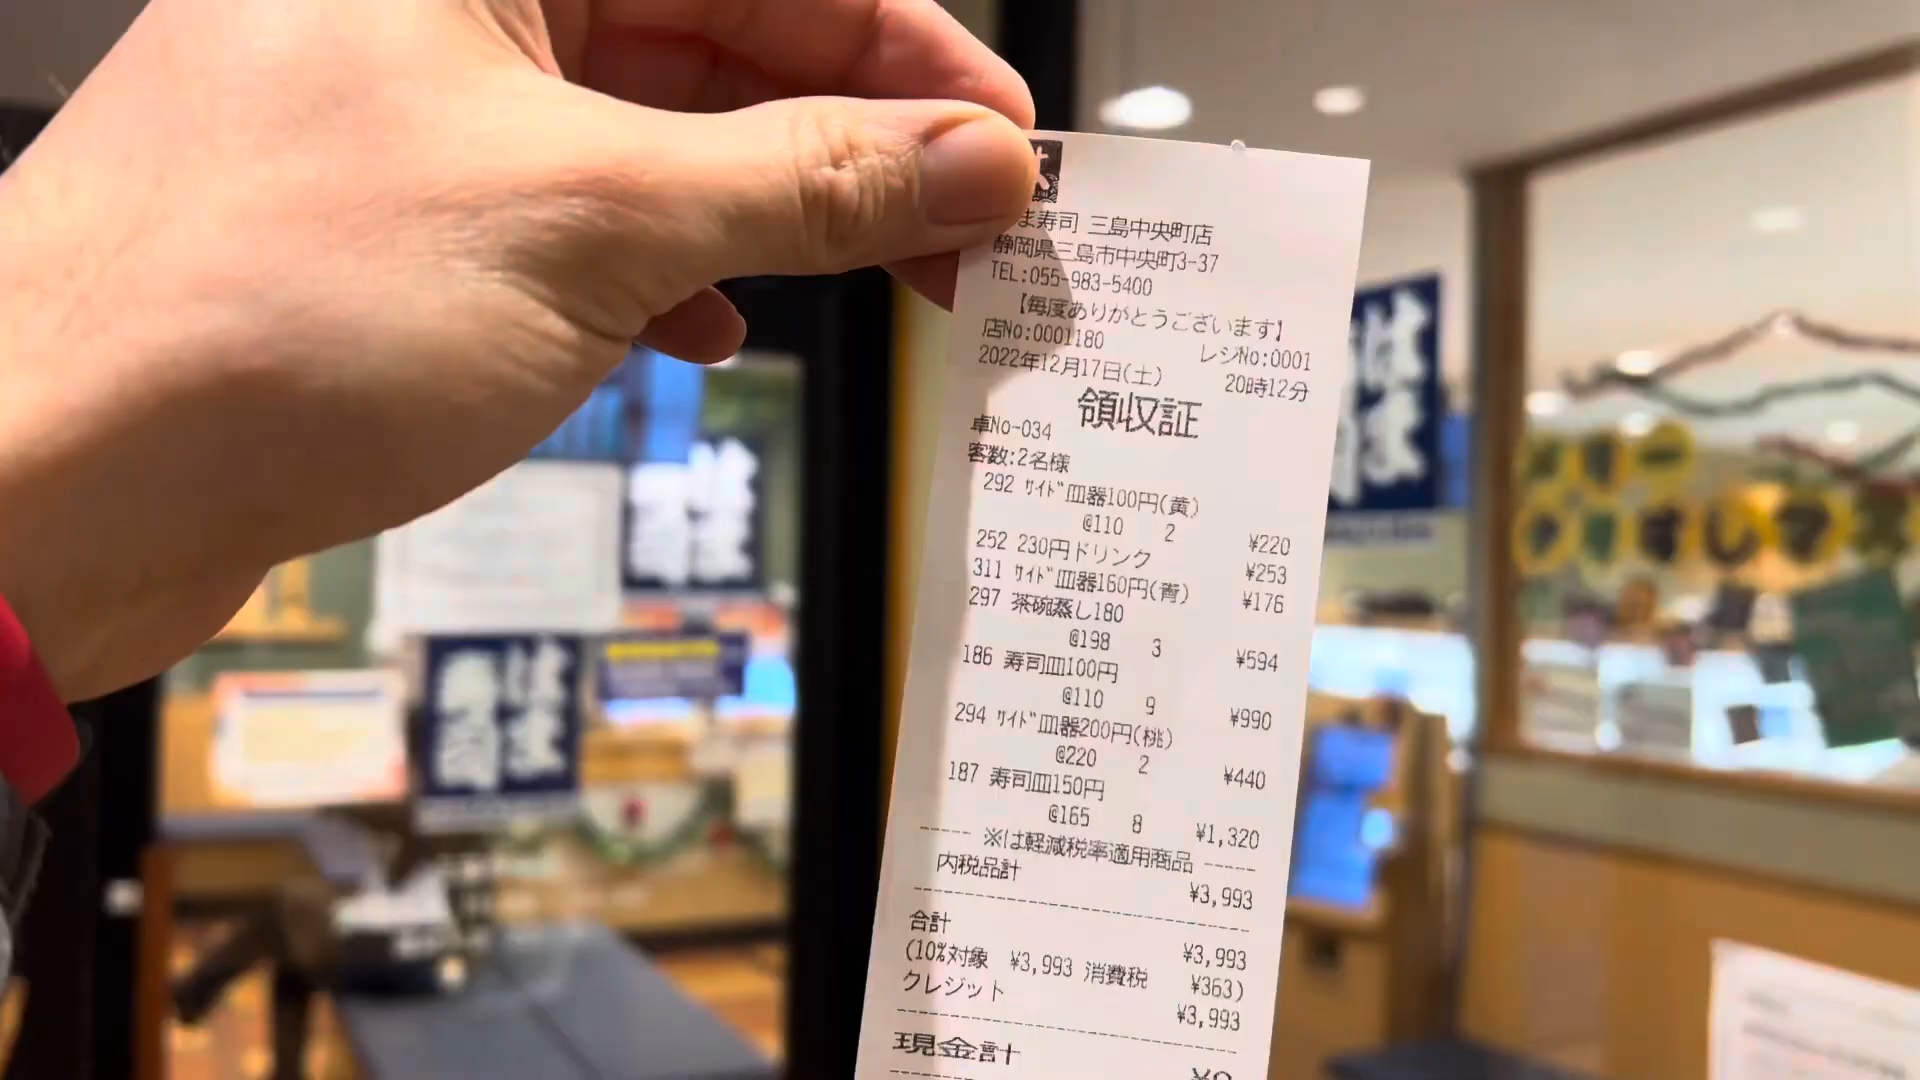 ま寿司 三島中央町店
静岡県三島市中央町3-37
TEL:055-983-5400
【毎度ありがとうございます】
店No:0001180 レジNo:0001
2022年12月17日(土) 20時12分
領収証
卓No-034
客数:2名様
292 ｻｲﾄﾞ皿器100円(黄)
@110 2 ¥220
252 230円ドリンク ¥253
311 ｻｲﾄﾞ皿器160円(青) ¥176
297 茶碗蒸し180
@198 3 ¥594
186 寿司皿100円
@110 9 ¥990
294 ｻｲﾄﾞ皿器200円(桃)
@220 2 ¥440
187 寿司皿150円
@165 8 ¥1,320
----- ※は軽減税率適用商品 -----
内税品計 ¥3,993
合計 ¥3,993
(10%対象 ¥3,993 消費税 ¥363)
クレジット ¥3,993
現金計
はま
はま
寿司
はま
寿司